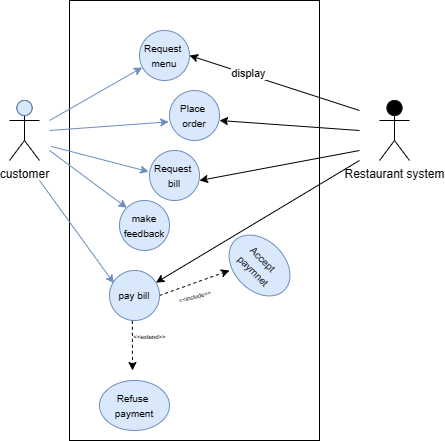 Request
menu
display
Place
order
customer
Restaurant system
Request
bill
make
feedback
Accept
paymnet
pay bill
<<include>>
<<extend>>
Refuse
payment